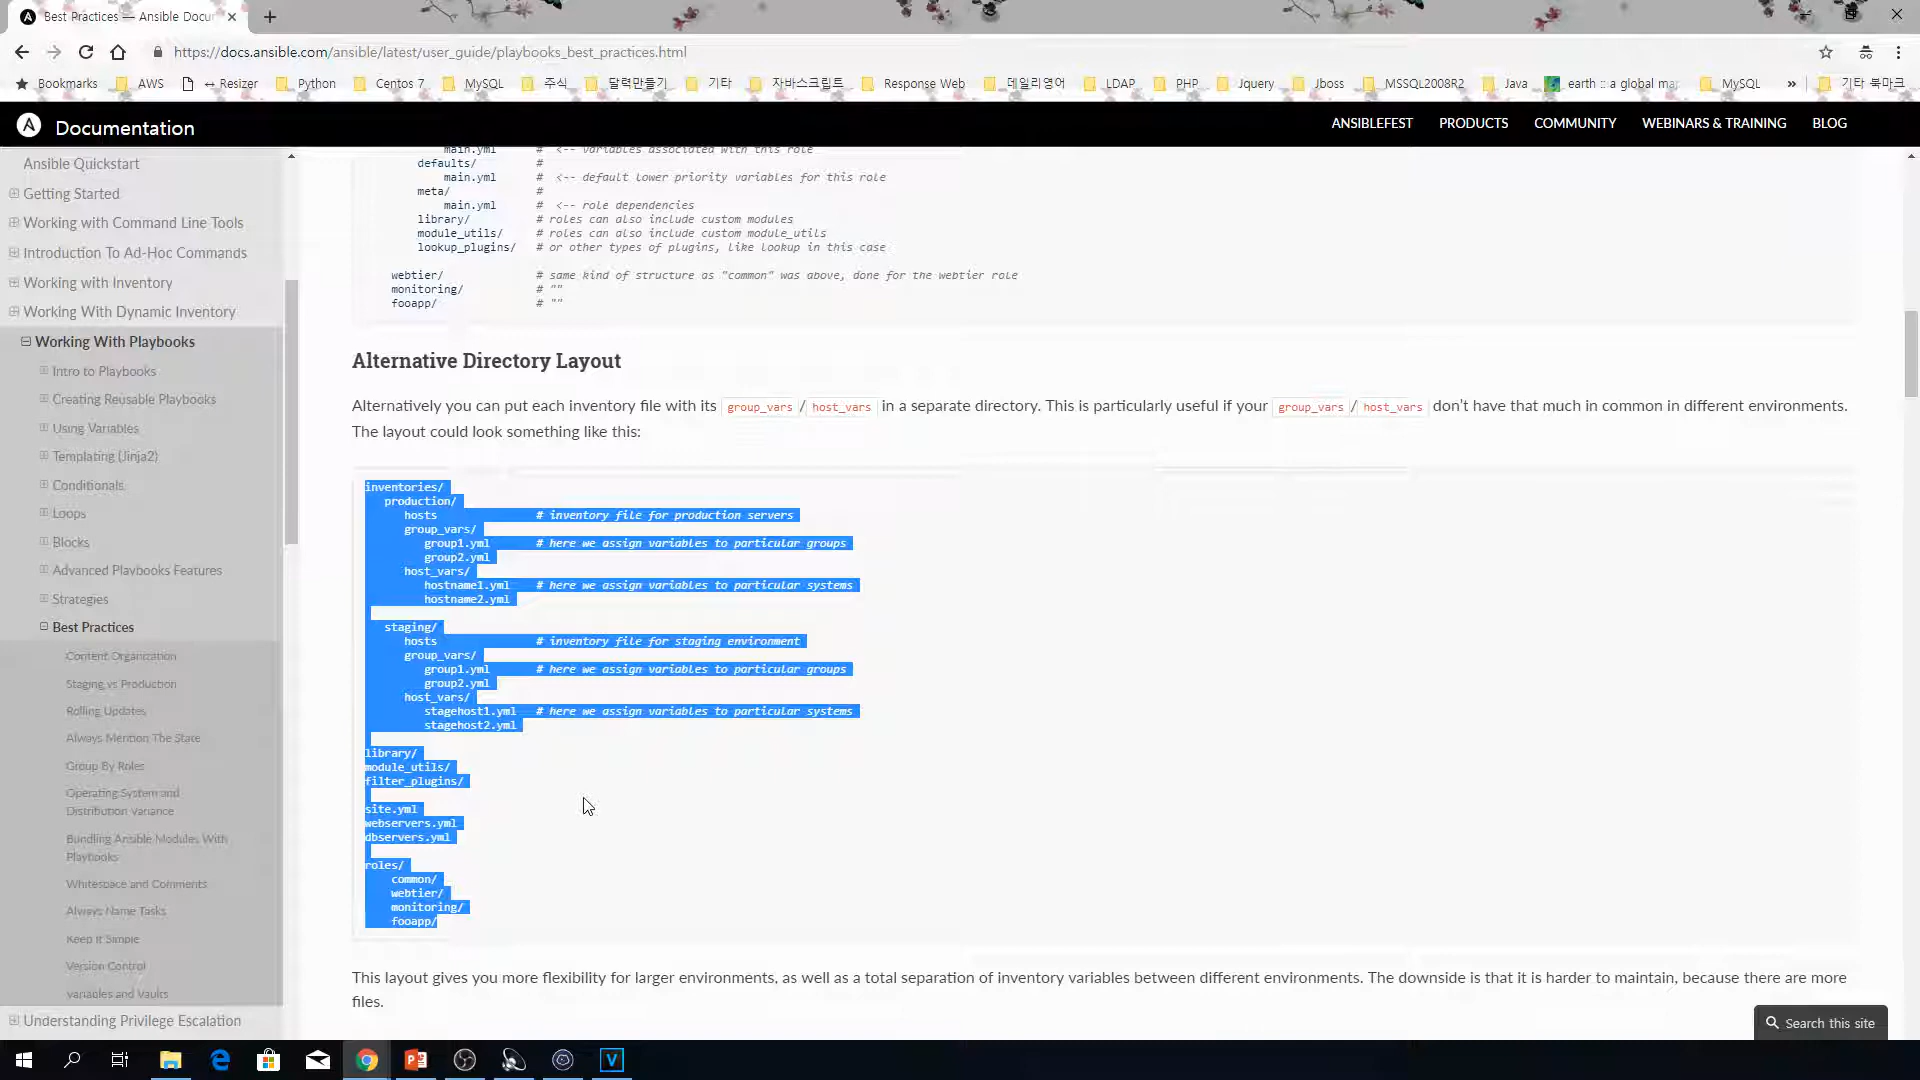 Best Practices — Ansible Docur
https://docs.ansible.com/ansible/latest/user_guide/playbooks_best_practices.html
Bookmarks AWS ↔ Resizer Python Centos 7 MySQL 주식 달력만들기 기타 자바스크립트 Response Web 데일리영어 LDAP PHP Jquery Jboss MSSQL2008R2 Java earth :: a global ma MySQL » 기타 북마크
A Documentation
ANSIBLEFEST PRODUCTS COMMUNITY WEBINARS & TRAINING BLOG
Ansible Quickstart
Getting Started
Working with Command Line Tools
Introduction To Ad-Hoc Commands
Working with Inventory
Working With Dynamic Inventory
Working With Playbooks
Intro to Playbooks
Creating Reusable Playbooks
Using Variables
Templating (Jinja2)
Conditionals
Loops
Blocks
Advanced Playbooks Features
Strategies
Best Practices
Content Organization
Staging vs Production
Rolling Updates
Always Mention The State
Group By Roles
Operating System and
Distribution Variance
Bundling Ansible Modules With
Playbooks
Whitespace and Comments
Always Name Tasks
Keep It Simple
Version Control
Variables and Vaults
Understanding Privilege Escalation
main.yml # <-- variables associated with this role
defaults/ #
main.yml # <-- default lower priority variables for this role
meta/ #
main.yml # <-- role dependencies
library/ # roles can also include custom modules
module_utils/ # roles can also include custom module_utils
lookup_plugins/ # or other types of plugins, like lookup in this case
webtier/ # same kind of structure as "common" was above, done for the webtier role
monitoring/ # ""
fooapp/ # ""
Alternative Directory Layout
Alternatively you can put each inventory file with its group_vars / host_vars in a separate directory. This is particularly useful if your group_vars / host_vars don’t have that much in common in different environments.
The layout could look something like this:
inventories/
production/
hosts # inventory file for production servers
group_vars/
group1.yml # here we assign variables to particular groups
group2.yml
host_vars/
hostname1.yml # here we assign variables to particular systems
hostname2.yml
staging/
hosts # inventory file for staging environment
group_vars/
group1.yml # here we assign variables to particular groups
group2.yml
host_vars/
stagehost1.yml # here we assign variables to particular systems
stagehost2.yml
library/
module_utils/
filter_plugins/
site.yml
webservers.yml
dbservers.yml
roles/
common/
webtier/
monitoring/
fooapp/
This layout gives you more flexibility for larger environments, as well as a total separation of inventory variables between different environments. The downside is that it is harder to maintain, because there are more
files.
Search this site